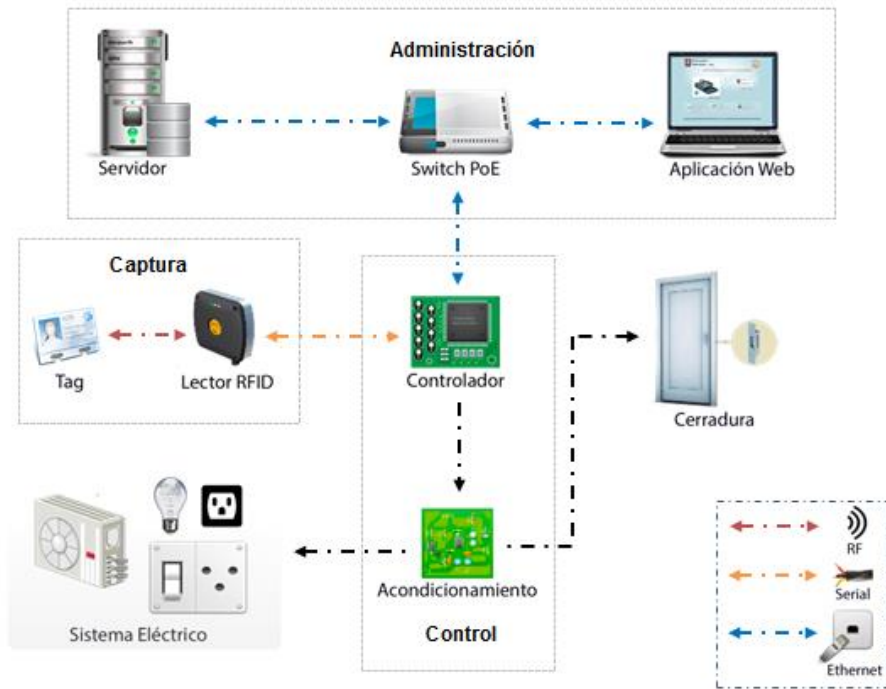 Administración
Servidor
Switch PoE
Aplicación Web
Captura
Tag
Lector RFID
Controlador
Cerradura
Acondicionamiento
Control
Sistema Eléctrico
RF
Serial
Ethernet